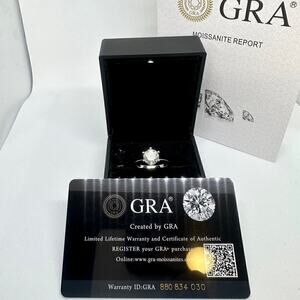 GRA
MOISSANITE REPORT
GRA®
Created by GRA
Limited Lifetime Warranty and Certificate of Authentic
REGISTER your GRA® purchase
Online:www.gra-moissanites.
Warranty ID:GRA 880 834 030